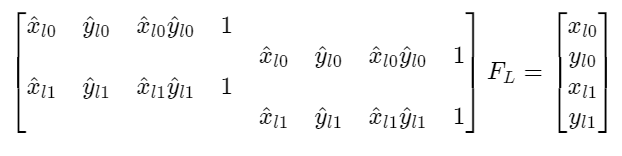 x̂_{l0} ŷ_{l0} x̂_{l0}ŷ_{l0} 1
x̂_{l0} ŷ_{l0} x̂_{l0}ŷ_{l0} 1
x̂_{l1} ŷ_{l1} x̂_{l1}ŷ_{l1} 1
x̂_{l1} ŷ_{l1} x̂_{l1}ŷ_{l1} 1
F_L =
x_{l0}
y_{l0}
x_{l1}
y_{l1}